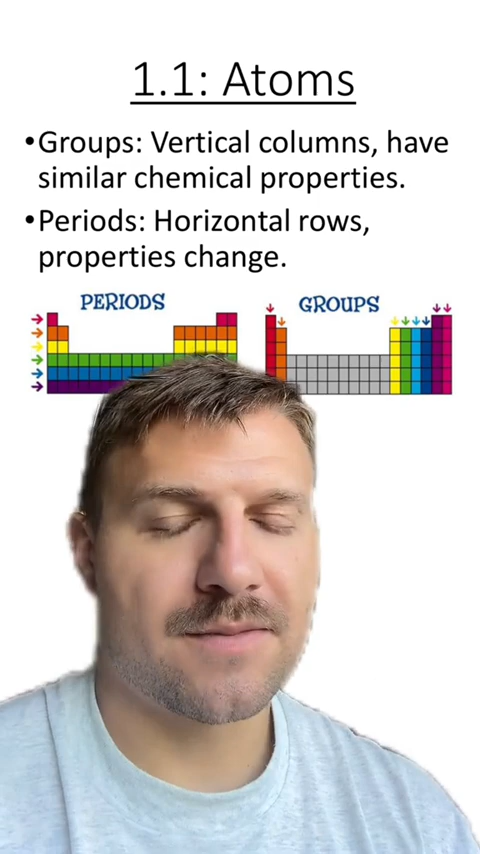 1.1: Atoms
•Groups: Vertical columns, have
similar chemical properties.
•Periods: Horizontal rows,
properties change.
PERIODS
GROUPS